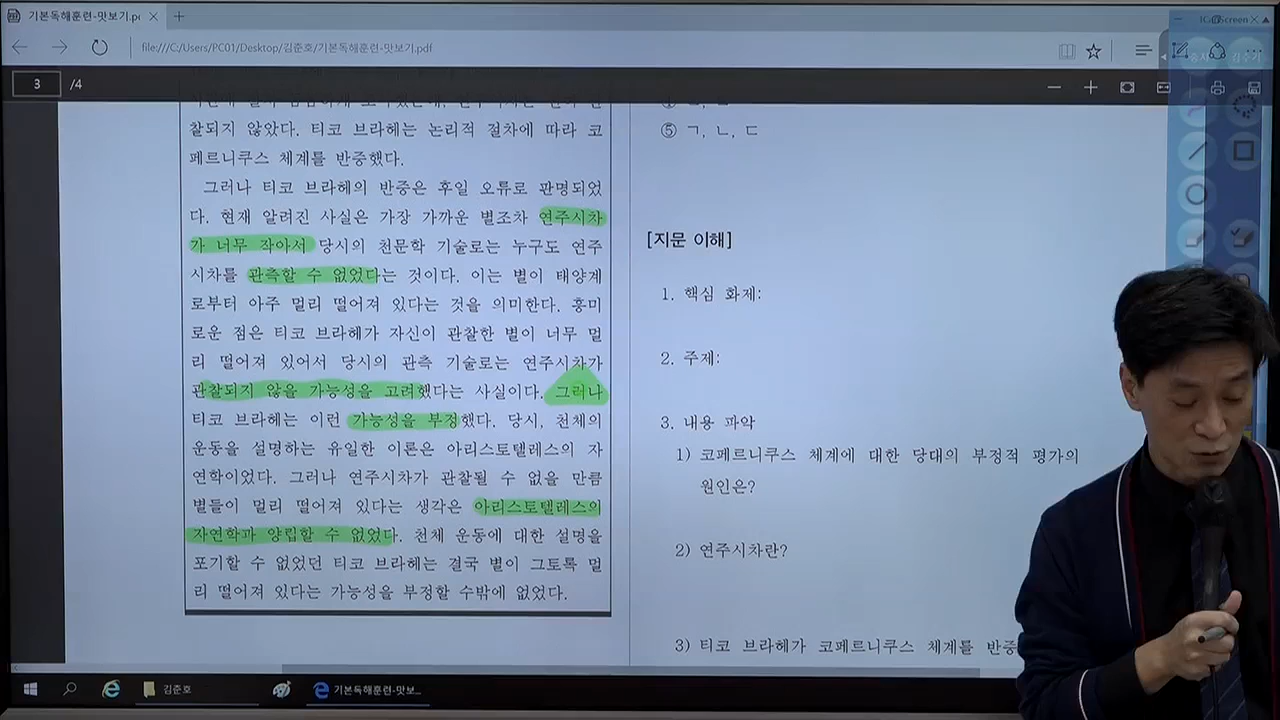 기본독해훈련-맛보기.p
file:///C:/Users/PC01/Desktop/김준호/기본독해훈련-맛보기.pdf
3 /4
찰되지 않았다. 티코 브라헤는 논리적 절차에 따라 코
페르니쿠스 체계를 반증했다.
그러나 티코 브라헤의 반증은 후일 오류로 판명되었
다. 현재 알려진 사실은 가장 가까운 별조차 연주시차
가 너무 작아서 당시의 천문학 기술로는 누구도 연주
시차를 관측할 수 없었다는 것이다. 이는 별이 태양계
로부터 아주 멀리 떨어져 있다는 것을 의미한다. 흥미
로운 점은 티코 브라헤가 자신이 관찰한 별이 너무 멀
리 떨어져 있어서 당시의 관측 기술로는 연주시차가
관찰되지 않을 가능성을 고려했다는 사실이다. 그러나
티코 브라헤는 이런 가능성을 부정했다. 당시, 천체의
운동을 설명하는 유일한 이론은 아리스토텔레스의 자
연학이었다. 그러나 연주시차가 관찰될 수 없을 만큼
별들이 멀리 떨어져 있다는 생각은 아리스토텔레스의
자연학과 양립할 수 없었다. 천체 운동에 대한 설명을
포기할 수 없었던 티코 브라헤는 결국 별이 그토록 멀
리 떨어져 있다는 가능성을 부정할 수밖에 없었다.
⑤ ㄱ, ㄴ, ㄷ
[지문 이해]
1. 핵심 화제:
2. 주제:
3. 내용 파악
1) 코페르니쿠스 체계에 대한 당대의 부정적 평가의
원인은?
2) 연주시차란?
3) 티코 브라헤가 코페르니쿠스 체계를 반증
김준호
기본독해훈련-맛보...